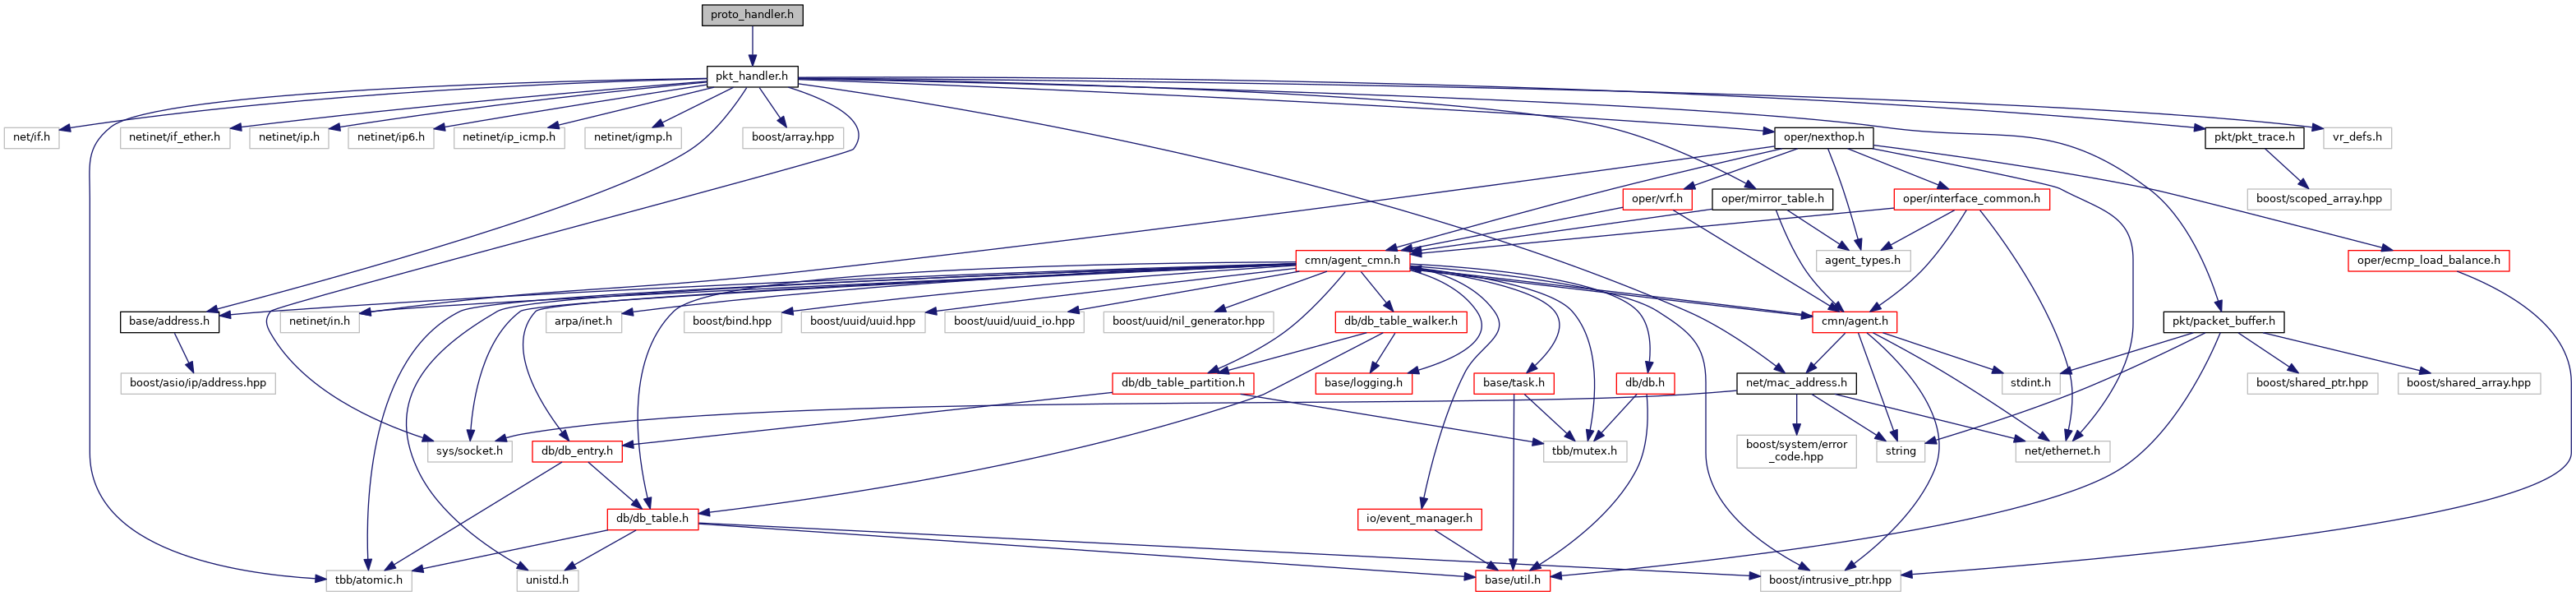 proto_handler.h
pkt_handler.h
net/if.h
netinet/if_ether.h
netinet/ip.h
netinet/ip6.h
netinet/ip_icmp.h
netinet/igmp.h
boost/array.hpp
oper/nexthop.h
pkt/pkt_trace.h
vr_defs.h
oper/vrf.h
oper/mirror_table.h
oper/interface_common.h
boost/scoped_array.hpp
cmn/agent_cmn.h
agent_types.h
oper/ecmp_load_balance.h
base/address.h
netinet/in.h
arpa/inet.h
boost/bind.hpp
boost/uuid/uuid.hpp
boost/uuid/uuid_io.hpp
boost/uuid/nil_generator.hpp
db/db_table_walker.h
cmn/agent.h
pkt/packet_buffer.h
boost/asio/ip/address.hpp
db/db_table_partition.h
base/logging.h
base/task.h
db/db.h
net/mac_address.h
stdint.h
boost/shared_ptr.hpp
boost/shared_array.hpp
sys/socket.h
db/db_entry.h
tbb/mutex.h
boost/system/error
_code.hpp
string
net/ethernet.h
db/db_table.h
io/event_manager.h
tbb/atomic.h
unistd.h
base/util.h
boost/intrusive_ptr.hpp